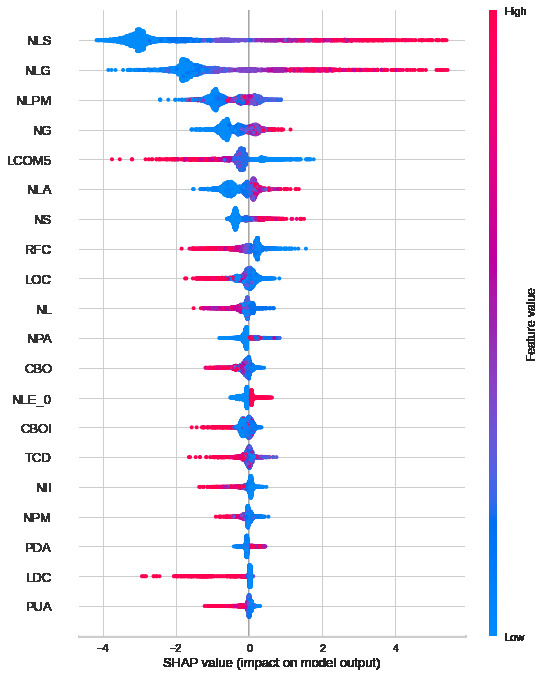 High
NLS
NLG
NLPM
NG
LCOM5
NLA
NS
RFC
LOC
NL
NPA
CBO
NLE_0
CBOI
TCD
NII
NPM
PDA
LDC
PUA
Feature value
Low
−4 −2 0 2 4
SHAP value (impact on model output)